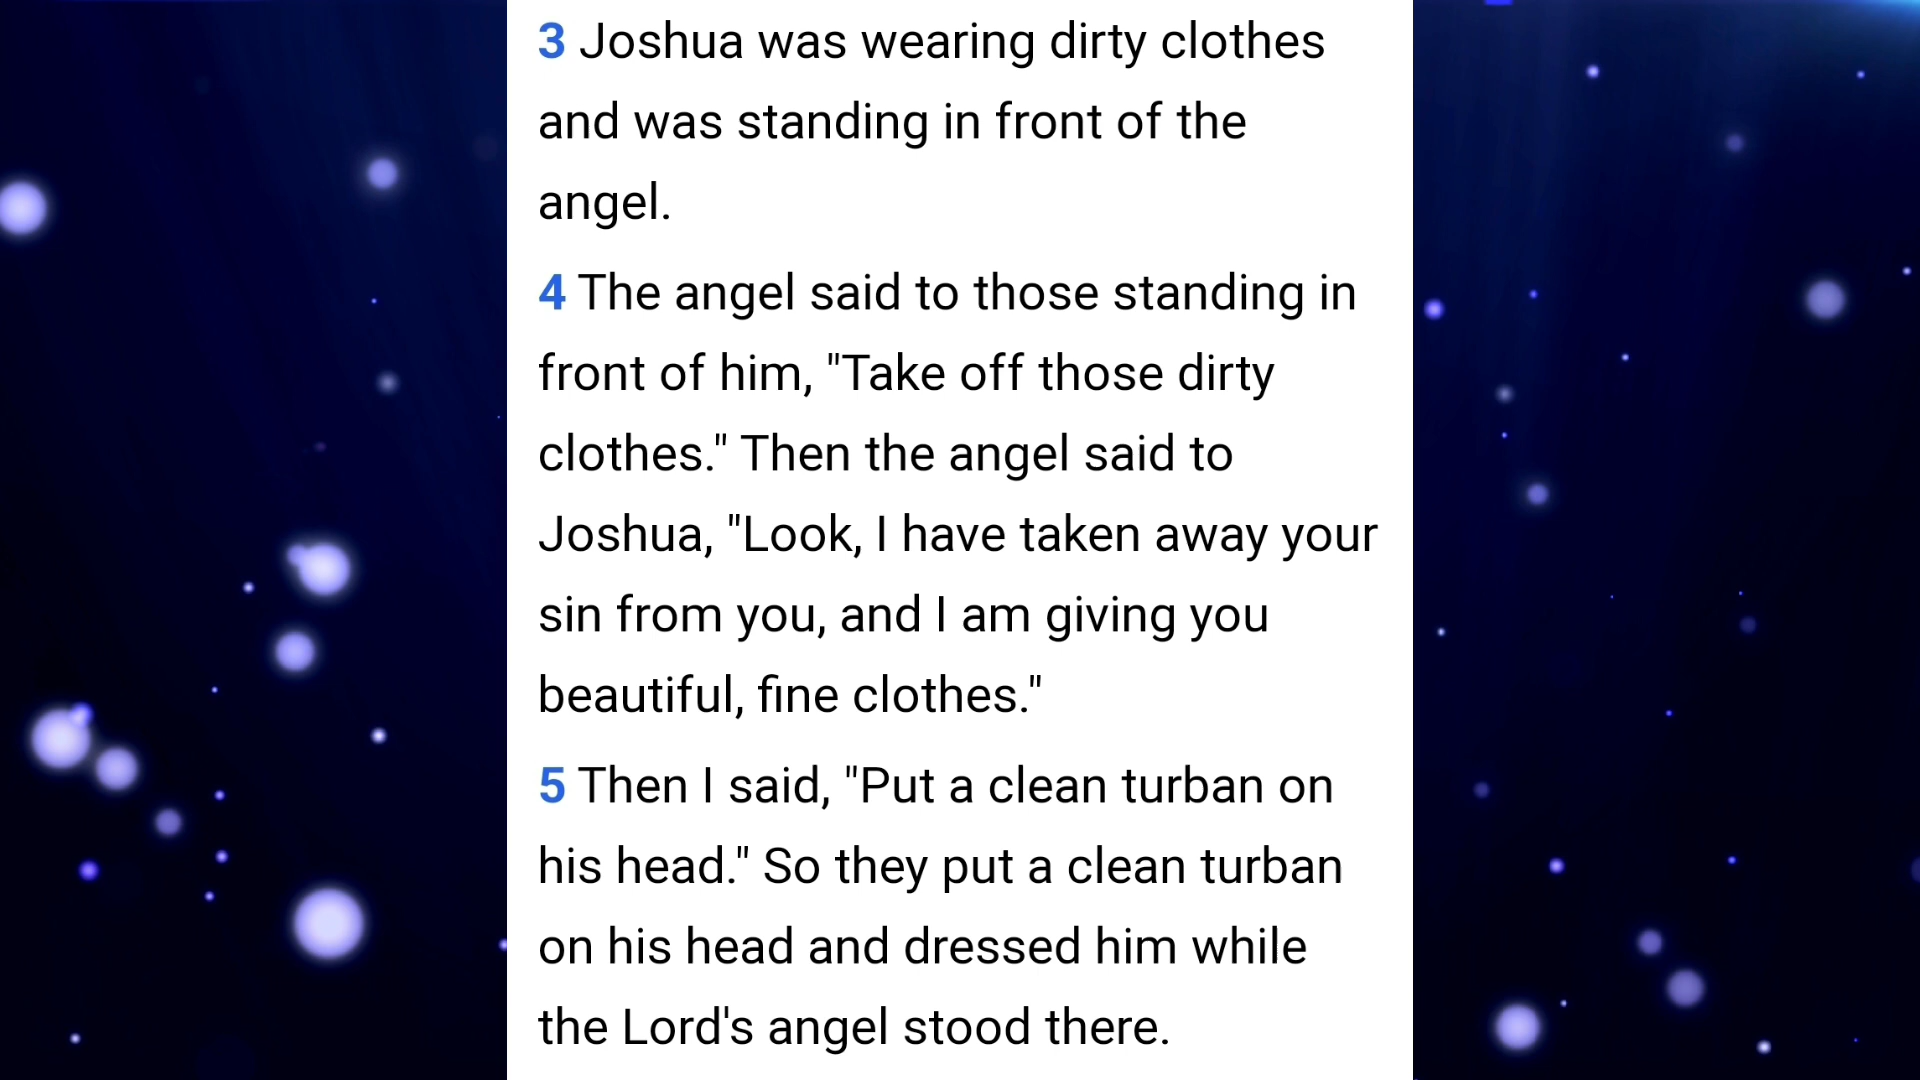 3 Joshua was wearing dirty clothes
and was standing in front of the
angel.
4 The angel said to those standing in
front of him, "Take off those dirty
clothes." Then the angel said to
Joshua, "Look, I have taken away your
sin from you, and I am giving you
beautiful, fine clothes."
5 Then I said, "Put a clean turban on
his head." So they put a clean turban
on his head and dressed him while
the Lord's angel stood there.